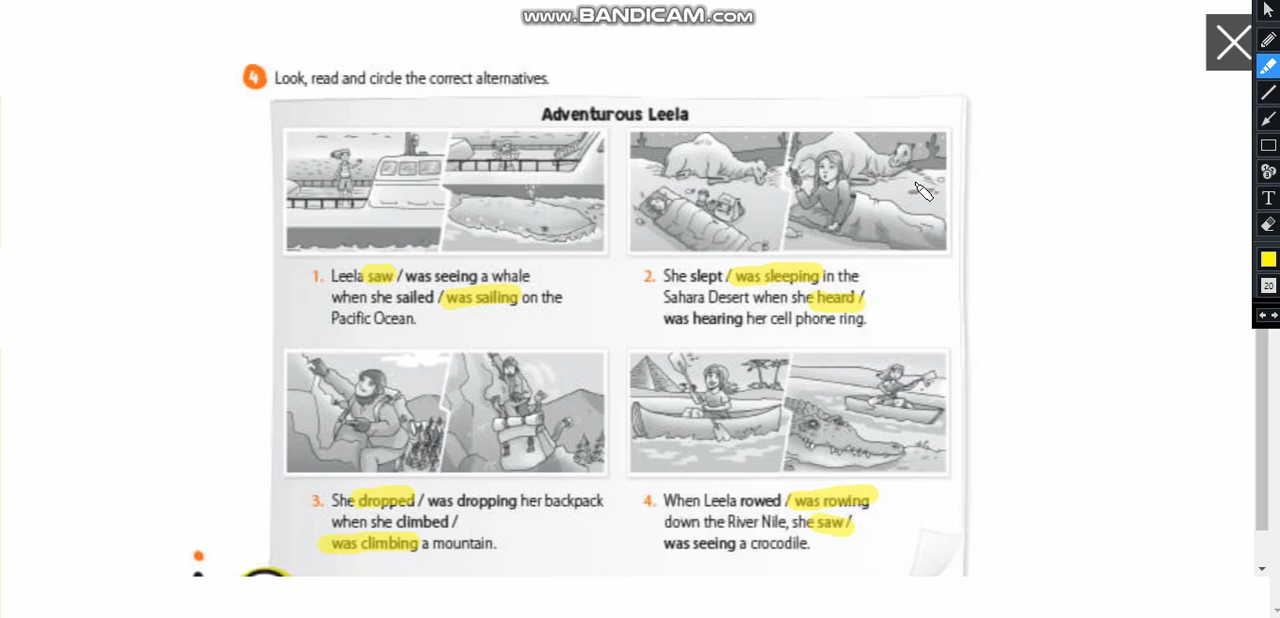 www.BANDICAM.com
4 Look, read and circle the correct alternatives.
Adventurous Leela
1. Leela saw / was seeing a whale
when she sailed / was sailing on the
Pacific Ocean.
2. She slept / was sleeping in the
Sahara Desert when she heard /
was hearing her cell phone ring.
3. She dropped / was dropping her backpack
when she climbed /
was climbing a mountain.
4. When Leela rowed / was rowing
down the River Nile, she saw /
was seeing a crocodile.
T
20